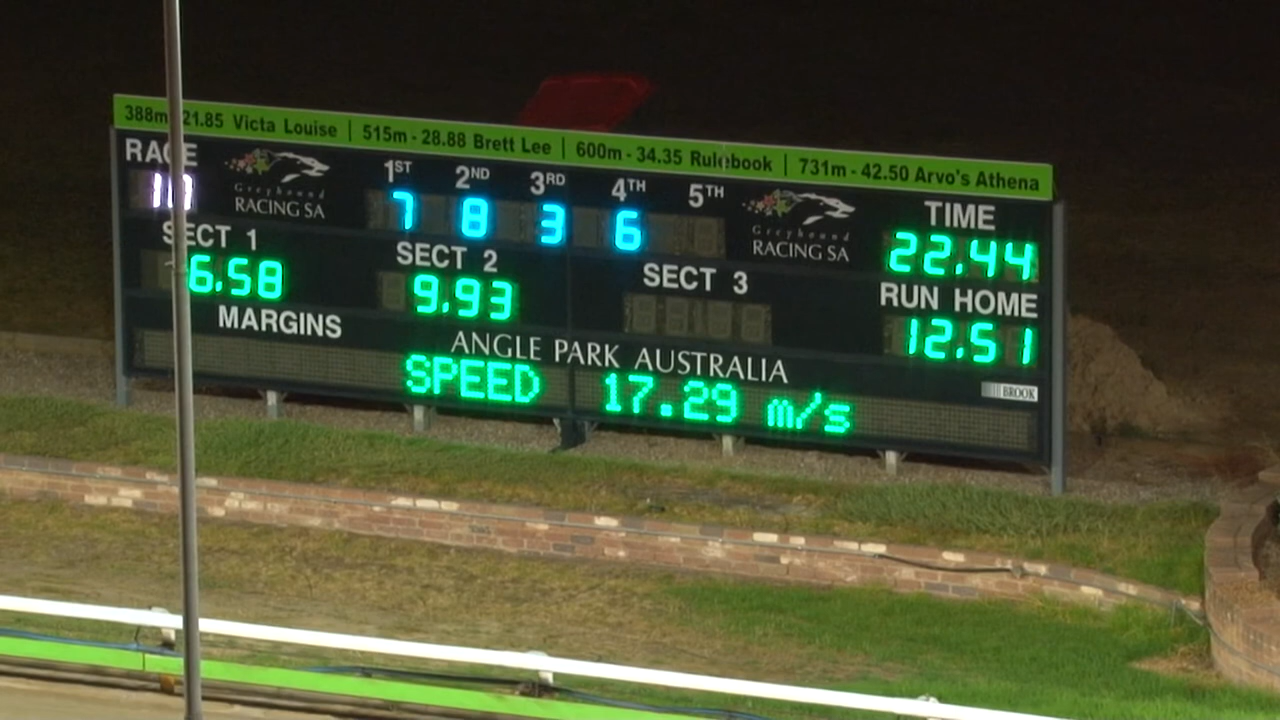 388m-21.85 Victa Louise | 515m-28.88 Brett Lee | 600m-34.35 Rulebook | 731m-42.50 Arvo's Athena
RACE
Greyhound
RACING SA
1ST 2ND 3RD 4TH 5TH
7 8 3 6
Greyhound
RACING SA
TIME
22.44
SECT 1
6.58
SECT 2
9.93
SECT 3
RUN HOME
12.51
MARGINS
ANGLE PARK AUSTRALIA
SPEED 17.29 m/s
BROOK